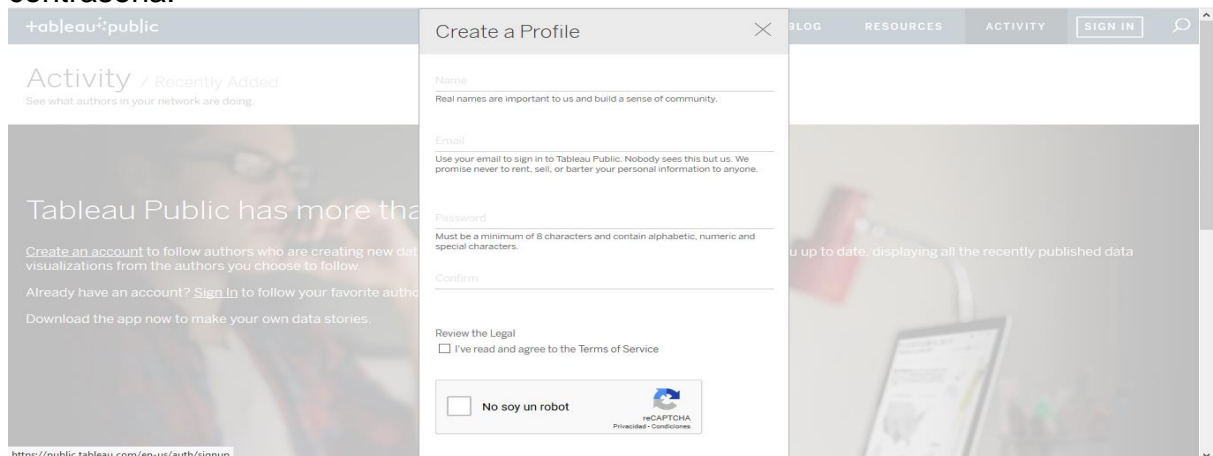 +ableau:public
BLOG RESOURCES ACTIVITY SIGN IN
Activity / Recently Added
See what authors in your network are doing.
Tableau Public has more tha
Create an account to follow authors who are creating new dat
u up to date, displaying all the recently published data
visualizations from the authors you choose to follow.
Already have an account? Sign In to follow your favorite autho
Download the app now to make your own data stories.
Create a Profile
Name
Real names are important to us and build a sense of community.
Email
Use your email to sign in to Tableau Public. Nobody sees this but us. We
promise never to rent, sell, or barter your personal information to anyone.
Password
Must be a minimum of 8 characters and contain alphabetic, numeric and
special characters.
Confirm
Review the Legal
I've read and agree to the Terms of Service
No soy un robot
reCAPTCHA
Privacidad - Condiciones
https://public.tableau.com/en-us/auth/signup